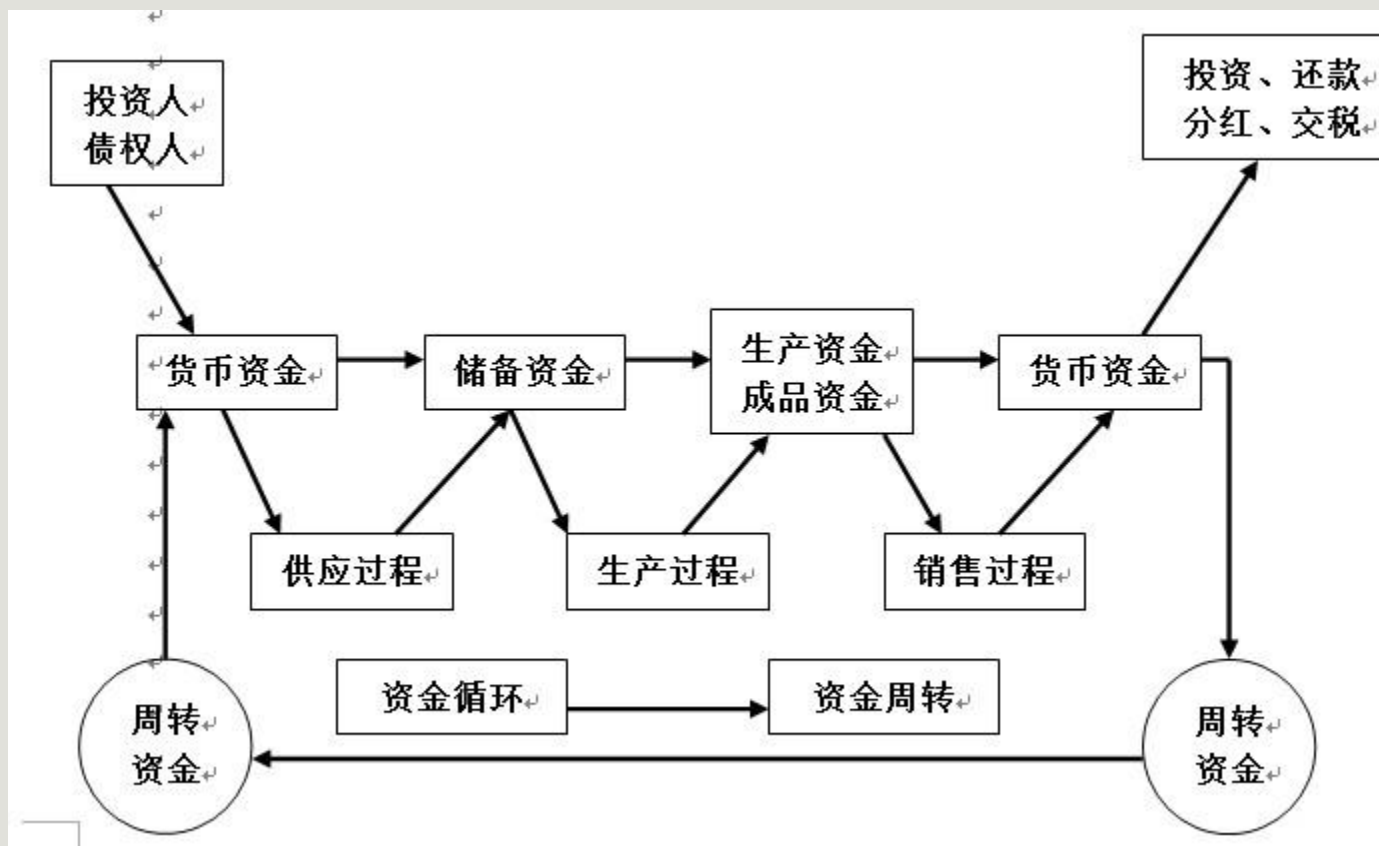 投资人
债权人
投资、还款
分红、交税
货币资金
储备资金
生产资金
成品资金
货币资金
供应过程
生产过程
销售过程
资金循环
资金周转
周转
资金
周转
资金